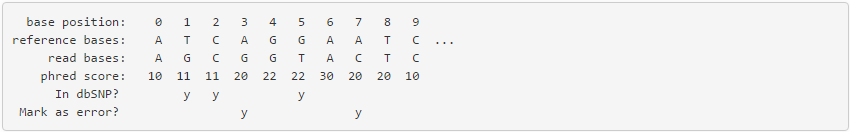 base position: 0 1 2 3 4 5 6 7 8 9
reference bases: A T C A G G A A T C ...
read bases: A G C G G T A C T C
phred score: 10 11 11 20 22 22 30 20 20 10
In dbSNP? y y y
Mark as error? y y